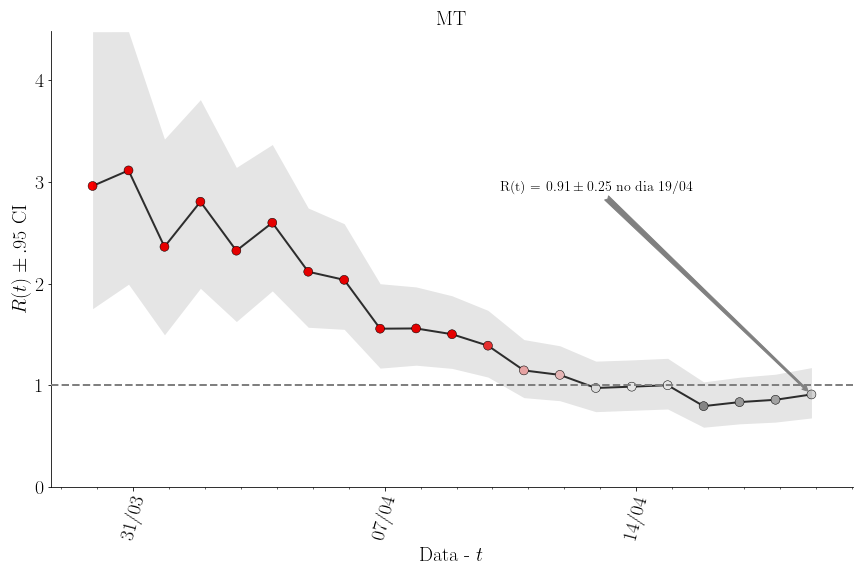 MT
R(t) ± .95 CI
4
3
2
1
0
R(t) = 0.91 ± 0.25 no dia 19/04
31/03
07/04
14/04
Data - t